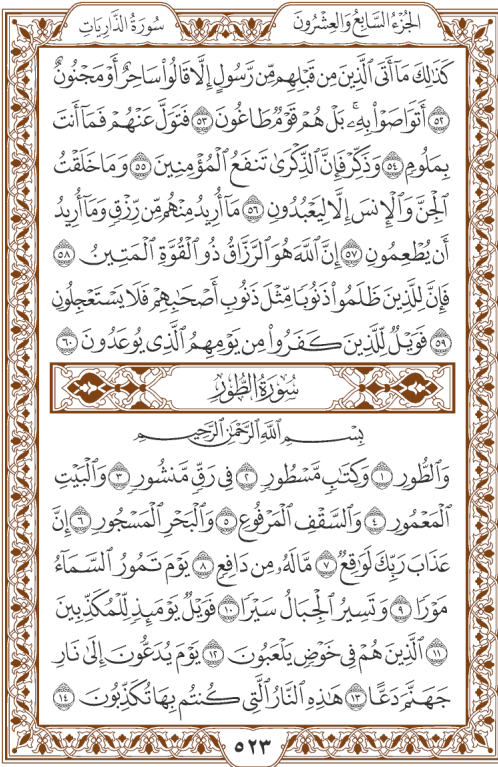 الجُزْءُ السَّابِعُ وَالعِشْرُونَ سُورَةُ الذَّارِيَاتِ
كَذَٰلِكَ مَآ أَتَى ٱلَّذِينَ مِن قَبۡلِهِم مِّن رَّسُولٍ إِلَّا قَالُواْ سَاحِرٌ أَوۡ مَجۡنُونٌ
٥٢ أَتَوَاصَوۡاْ بِهِۦۚ بَلۡ هُمۡ قَوۡمٞ طَاغُونَ ٥٣ فَتَوَلَّ عَنۡهُمۡ فَمَآ أَنتَ
بِمَلُومٖ ٥٤ وَذَكِّرۡ فَإِنَّ ٱلذِّكۡرَىٰ تَنفَعُ ٱلۡمُؤۡمِنِينَ ٥٥ وَمَا خَلَقۡتُ
ٱلۡجِنَّ وَٱلۡإِنسَ إِلَّا لِيَعۡبُدُونِ ٥٦ مَآ أُرِيدُ مِنۡهُم مِّن رِّزۡقٖ وَمَآ أُرِيدُ
أَن يُطۡعِمُونِ ٥٧ إِنَّ ٱللَّهَ هُوَ ٱلرَّزَّاقُ ذُو ٱلۡقُوَّةِ ٱلۡمَتِينُ ٥٨
فَإِنَّ لِلَّذِينَ ظَلَمُواْ ذَنُوبٗا مِّثۡلَ ذَنُوبِ أَصۡحَٰبِهِمۡ فَلَا يَسۡتَعۡجِلُونِ
٥٩ فَوَيۡلٞ لِّلَّذِينَ كَفَرُواْ مِن يَوۡمِهِمُ ٱلَّذِي يُوعَدُونَ ٦٠
سُورَةُ الطُّورِ
بِسۡمِ ٱللَّهِ ٱلرَّحۡمَٰنِ ٱلرَّحِيمِ
وَٱلطُّورِ ١ وَكِتَٰبٖ مَّسۡطُورٖ ٢ فِي رَقّٖ مَّنشُورٖ ٣ وَٱلۡبَيۡتِ
ٱلۡمَعۡمُورِ ٤ وَٱلسَّقۡفِ ٱلۡمَرۡفُوعِ ٥ وَٱلۡبَحۡرِ ٱلۡمَسۡجُورِ ٦ إِنَّ
عَذَابَ رَبِّكَ لَوَٰقِعٞ ٧ مَّا لَهُۥ مِن دَافِعٖ ٨ يَوۡمَ تَمُورُ ٱلسَّمَآءُ
مَوۡرٗا ٩ وَتَسِيرُ ٱلۡجِبَالُ سَيۡرٗا ١٠ فَوَيۡلٞ يَوۡمَئِذٖ لِّلۡمُكَذِّبِينَ
١١ ٱلَّذِينَ هُمۡ فِي خَوۡضٖ يَلۡعَبُونَ ١٢ يَوۡمَ يُدَعُّونَ إِلَىٰ نَارِ
جَهَنَّمَ دَعًّا ١٣ هَٰذِهِ ٱلنَّارُ ٱلَّتِي كُنتُم بِهَا تُكَذِّبُونَ ١٤
٥٢٣